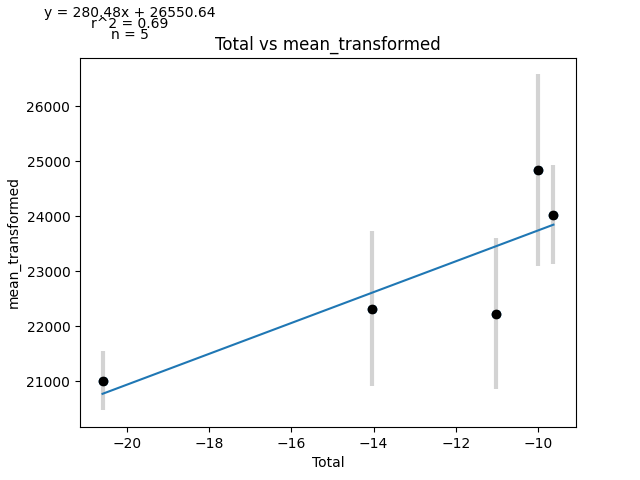 y = 280.48x + 26550.64
r^2 = 0.69
n = 5
Total vs mean_transformed
26000
25000
24000
23000
22000
21000
mean_transformed
−20
−18
−16
−14
−12
−10
Total